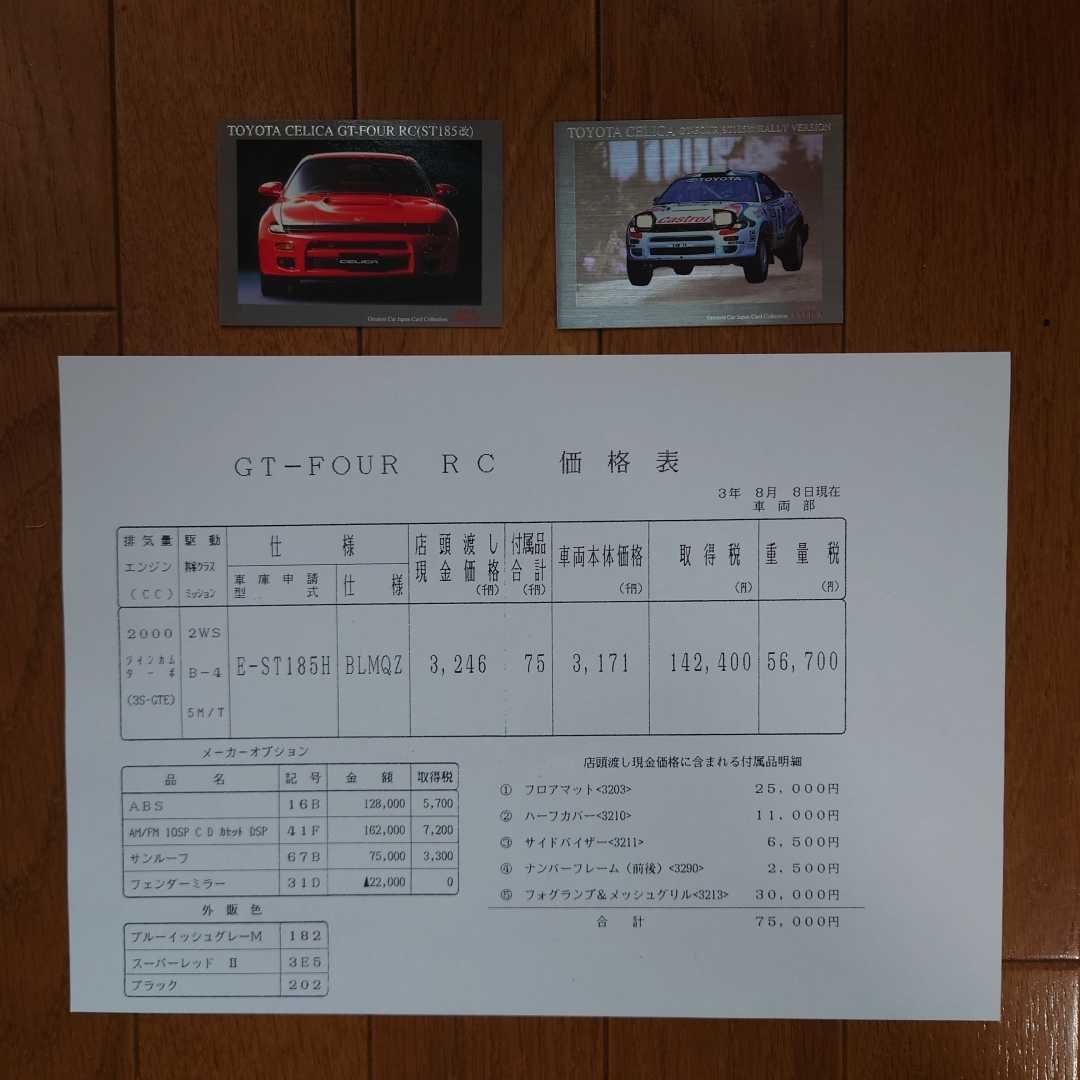 TOYOTA CELICA GT-FOUR RC(ST185改)
CELICA
Greatest Car Japan Card Collection
TOYOTA CELICA GT-FOUR ST185 RALLY VERSION
TOYOTA
Castrol
Greatest Car Japan Card Collection
GT-FOUR RC 価格表
3年 8月 8日現在
車両部
排気量 駆動 仕様 店頭渡し 付属品 車両本体価格 取得税 重量税
エンジン 車庫申請 仕様 現金価格 合計
(CC) ミッション 型式 (千円) (千円) (千円) (円) (円)
2000 2WS
ツインカム E-ST185H BLMQZ 3,246 75 3,171 142,400 56,700
ターボ B-4
(3S-GTE)
5M/T
メーカーオプション
品名 記号 金額 取得税
ABS 16B 128,000 5,700
AM/FM 10SP CD カセット DSP 41F 162,000 7,200
サンルーフ 67B 75,000 3,300
フェンダーミラー 31D ▲22,000 0
外販色
ブルーイッシュグレーM 182
スーパーレッド Ⅱ 3E5
ブラック 202
店頭渡し現金価格に含まれる付属品明細
① フロアマット<3203> 25,000円
② ハーフカバー<3210> 11,000円
③ サイドバイザー<3211> 6,500円
④ ナンバーフレーム(前後)<3290> 2,500円
⑤ フォグランプ&メッシュグリル<3213> 30,000円
合計 75,000円